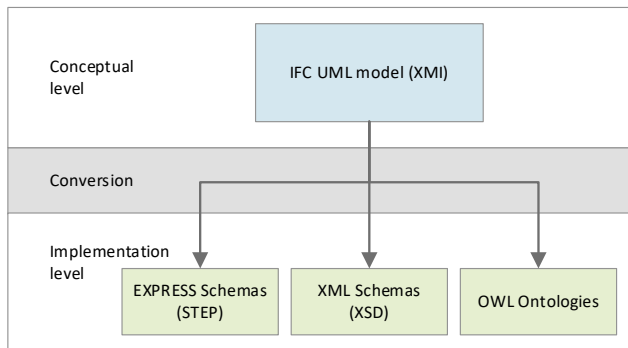 Conceptual
level
IFC UML model (XMI)
Conversion
Implementation
level
EXPRESS Schemas
(STEP)
XML Schemas
(XSD)
OWL Ontologies